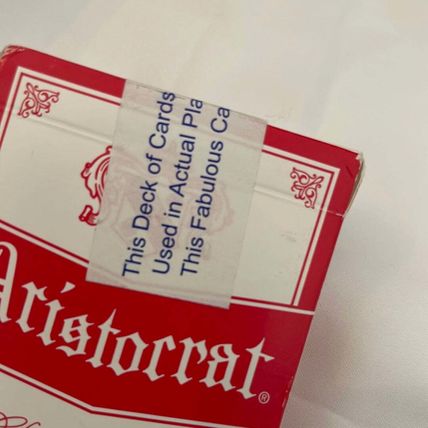 This Deck of Cards
Used in Actual Pla
This Fabulous Ca
Aristocrat®